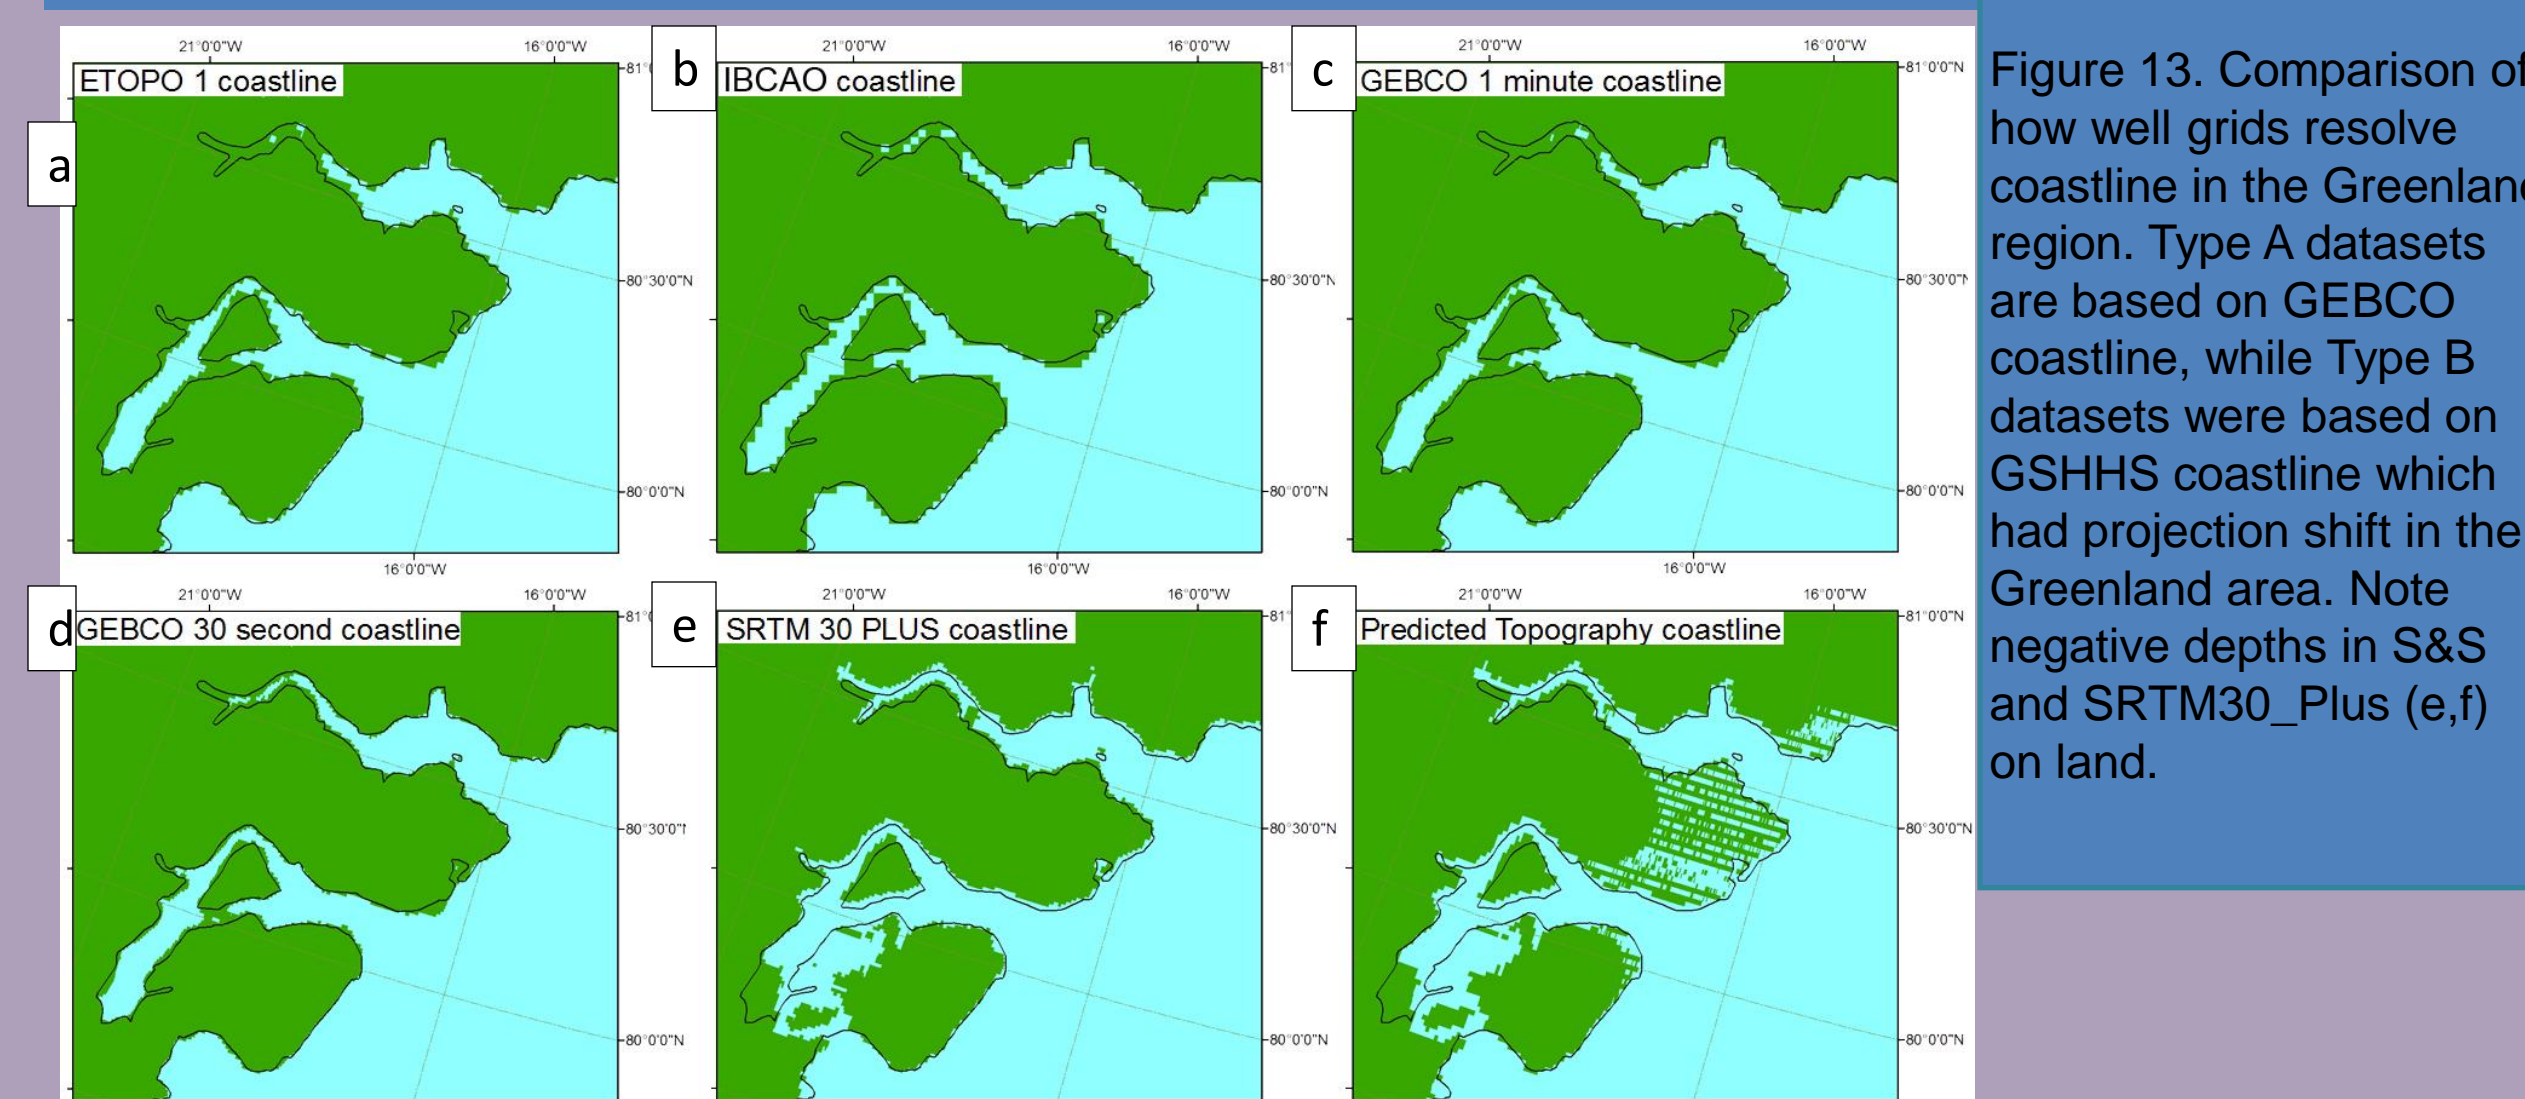 21°0'0"W 16°0'0"W
a
ETOPO 1 coastline
80°30'0"N
80°0'0"N
16°0'0"W
21°0'0"W 16°0'0"W
b
IBCAO coastline
80°30'0"N
80°0'0"N
16°0'0"W
21°0'0"W 16°0'0"W
c
GEBCO 1 minute coastline
81°0'0"N
80°0'0"N
16°0'0"W
21°0'0"W 16°0'0"W
d
GEBCO 30 second coastline
80°0'0"N
21°0'0"W 16°0'0"W
e
SRTM 30 PLUS coastline
80°30'0"N
80°0'0"N
21°0'0"W 16°0'0"W
f
Predicted Topography coastline
81°0'0"N
80°30'0"N
80°0'0"N
Figure 13. Comparison of
how well grids resolve
coastline in the Greenlan
region. Type A datasets
are based on GEBCO
coastline, while Type B
datasets were based on
GSHHS coastline which
had projection shift in the
Greenland area. Note
negative depths in S&S
and SRTM30_Plus (e,f)
on land.